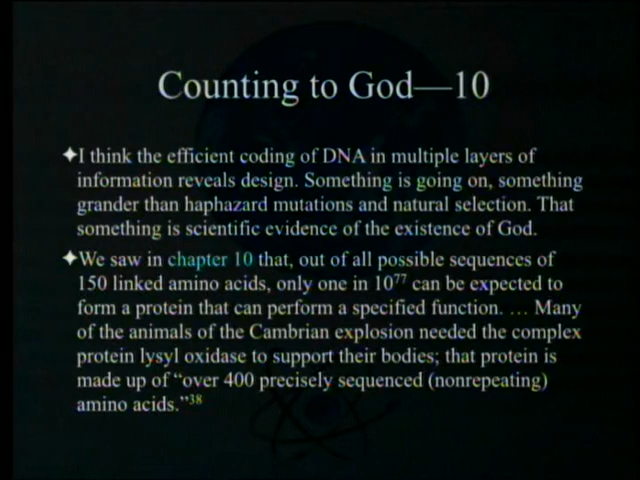 Counting to God—10
✦I think the efficient coding of DNA in multiple layers of
information reveals design. Something is going on, something
grander than haphazard mutations and natural selection. That
something is scientific evidence of the existence of God.
✦We saw in chapter 10 that, out of all possible sequences of
150 linked amino acids, only one in 10⁷⁷ can be expected to
form a protein that can perform a specified function. … Many
of the animals of the Cambrian explosion needed the complex
protein lysyl oxidase to support their bodies; that protein is
made up of “over 400 precisely sequenced (nonrepeating)
amino acids.”³⁸